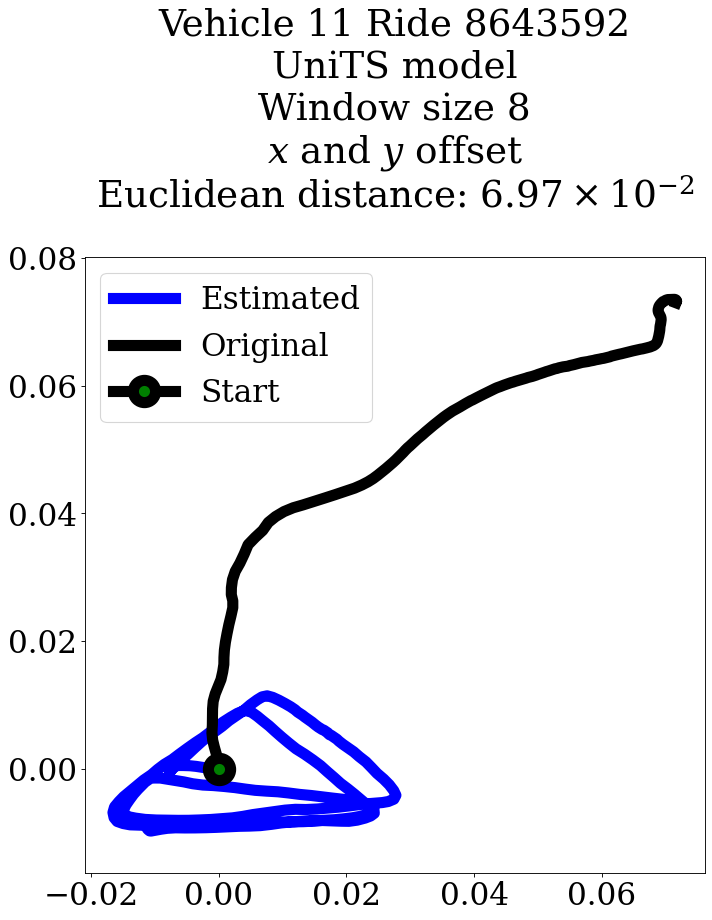 Vehicle 11 Ride 8643592
UniTS model
Window size 8
x and y offset
Euclidean distance: 6.97 × 10⁻²
0.08
0.06
0.04
0.02
0.00
Estimated
Original
Start
−0.02 0.00 0.02 0.04 0.06